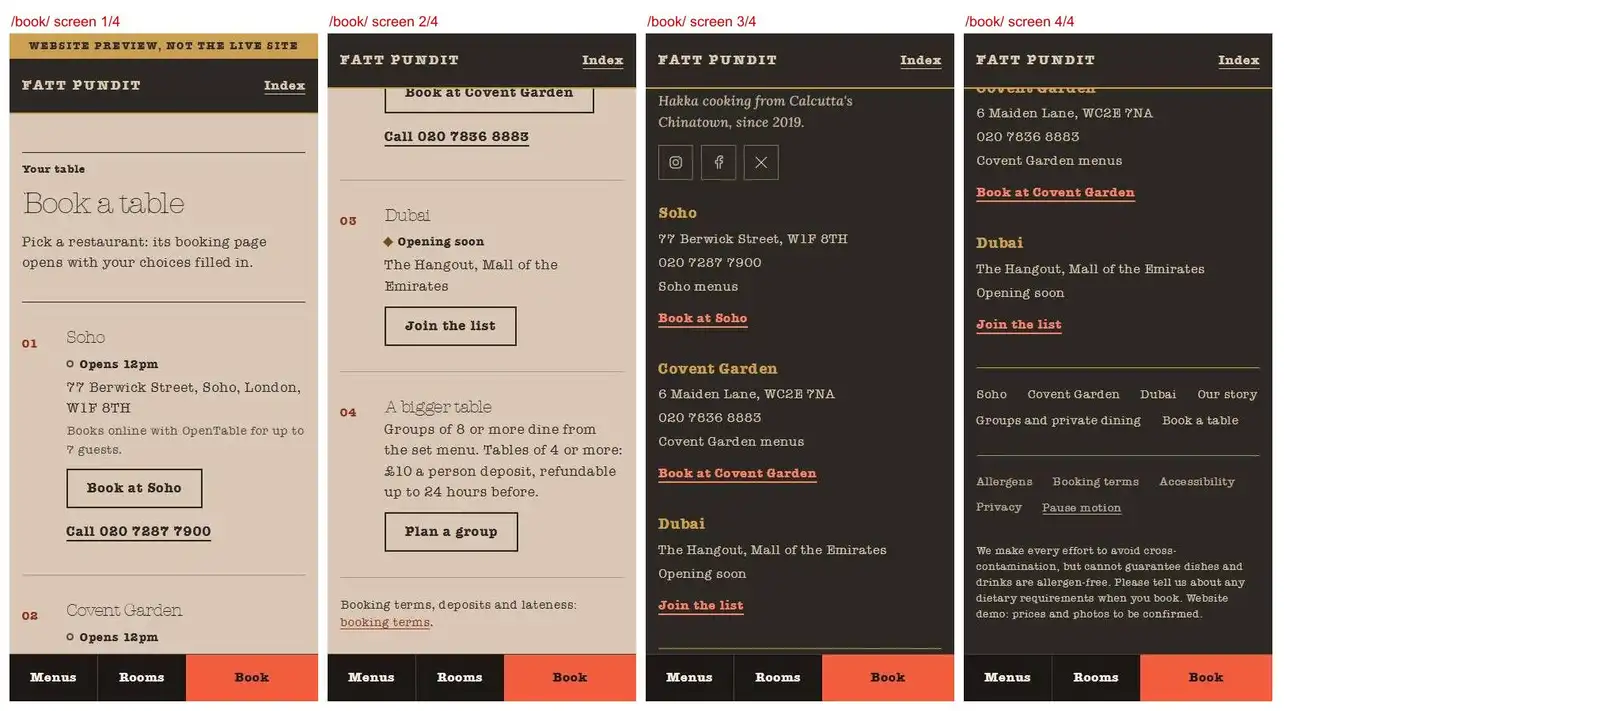 /book/ screen 1/4
WEBSITE PREVIEW, NOT THE LIVE SITE
FATT PUNDIT
Index
Your table
Book a table
Pick a restaurant: its booking page
opens with your choices filled in.
01
Soho
Opens 12pm
77 Berwick Street, Soho, London,
W1F 8TH
Books online with OpenTable for up to
7 guests.
Book at Soho
Call 020 7287 7900
02
Covent Garden
Opens 12pm
Menus
Rooms
Book
/book/ screen 2/4
FATT PUNDIT
Index
Book at Covent Garden
Call 020 7836 8883
03
Dubai
Opening soon
The Hangout, Mall of the
Emirates
Join the list
04
A bigger table
Groups of 8 or more dine from
the set menu. Tables of 4 or more:
£10 a person deposit, refundable
up to 24 hours before.
Plan a group
Booking terms, deposits and lateness:
booking terms.
Menus
Rooms
Book
/book/ screen 3/4
FATT PUNDIT
Index
Hakka cooking from Calcutta's
Chinatown, since 2019.
Soho
77 Berwick Street, W1F 8TH
020 7287 7900
Soho menus
Book at Soho
Covent Garden
6 Maiden Lane, WC2E 7NA
020 7836 8883
Covent Garden menus
Book at Covent Garden
Dubai
The Hangout, Mall of the Emirates
Opening soon
Join the list
Menus
Rooms
Book
/book/ screen 4/4
FATT PUNDIT
Index
Covent Garden
6 Maiden Lane, WC2E 7NA
020 7836 8883
Covent Garden menus
Book at Covent Garden
Dubai
The Hangout, Mall of the Emirates
Opening soon
Join the list
Soho Covent Garden Dubai Our story
Groups and private dining Book a table
Allergens Booking terms Accessibility
Privacy Pause motion
We make every effort to avoid cross-
contamination, but cannot guarantee dishes and
drinks are allergen-free. Please tell us about any
dietary requirements when you book. Website
demo: prices and photos to be confirmed.
Menus
Rooms
Book